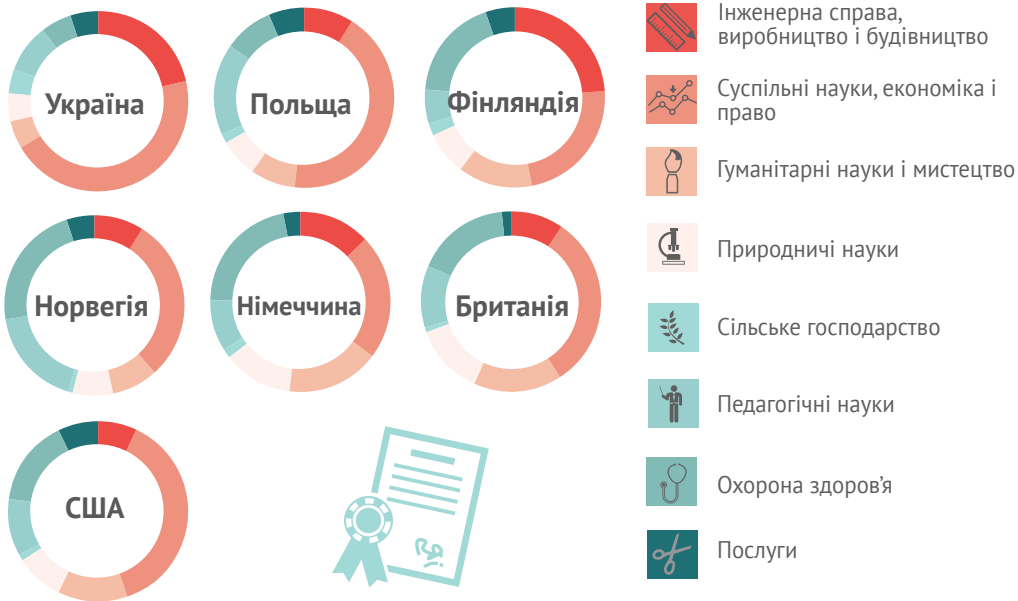 Україна
Польща
Фінляндія
Норвегія
Німеччина
Британія
США
Інженерна справа,
виробництво і будівництво
Суспільні науки, економіка і
право
Гуманітарні науки і мистецтво
Природничі науки
Сільське господарство
Педагогічні науки
Охорона здоров’я
Послуги